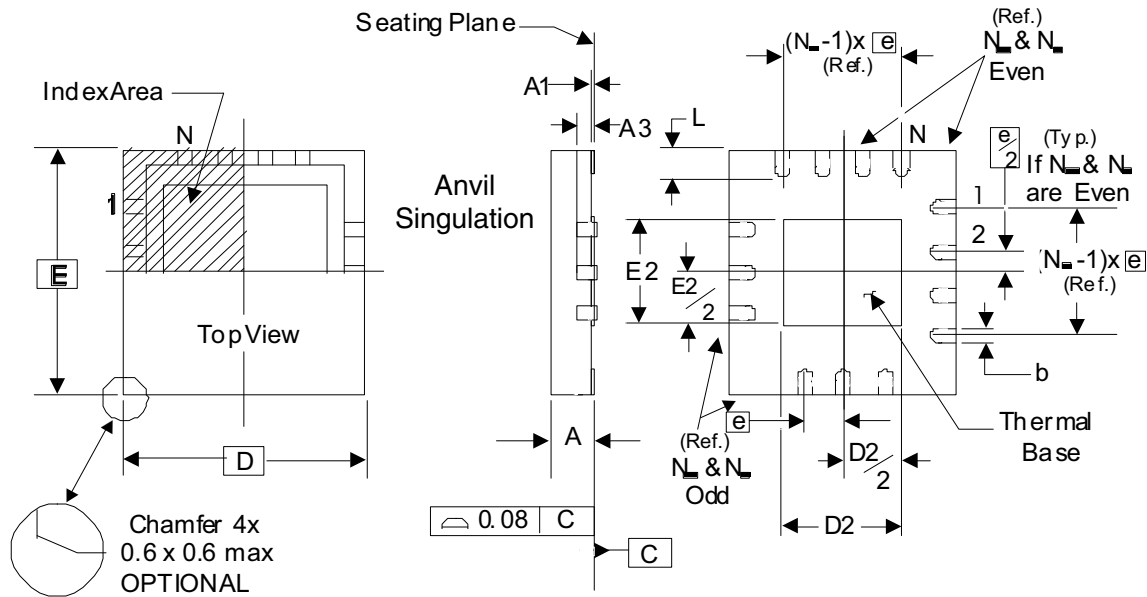 Seating Plane
Index Area
N
1
E
Top View
D
Chamfer 4x
0.6 x 0.6 max
OPTIONAL
A1
A3
L
Anvil
Singulation
E2
E2/2
A
0.08 C
C
(N -1)x e
(Ref.)
(Ref.)
N & N
Even
N
e/2
(Typ.)
If N & N
are Even
1
2
(N -1)x e
(Ref.)
b
Thermal
Base
e
(Ref.)
N & N
Odd
D2/2
D2